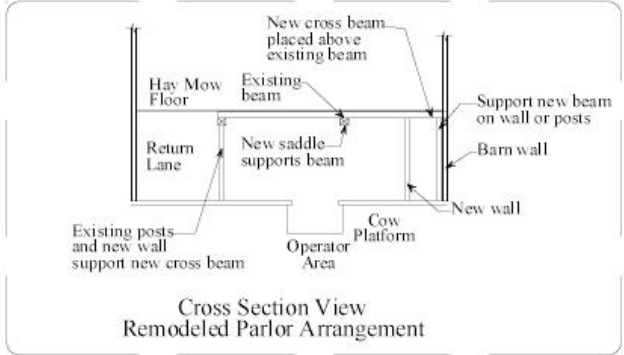 New cross beam
placed above
existing beam
Hay Mow
Floor
Existing
beam
Support new beam
on wall or posts
Return
Lane
New saddle
supports beam
Barn wall
New wall
Existing posts
and new wall
support new cross beam
Operator
Area
Cow
Platform
Cross Section View
Remodeled Parlor Arrangement